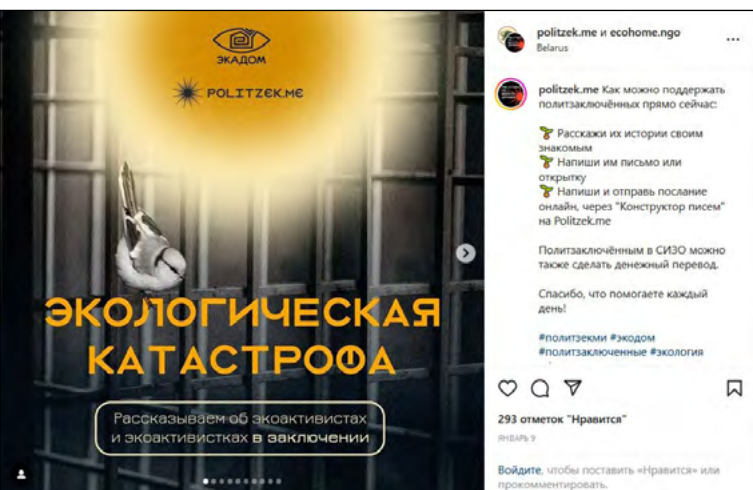 ЭКАДОМ
POLITZEK.ME
ЭКОЛОГИЧЕСКАЯ
КАТАСТРОФА
Рассказываем об экоактивистах
и экоактивистках в заключении
politzek.me и ecohome.ngo
Belarus
politzek.me Как можно поддержать
политзаключённых прямо сейчас:
Расскажи их истории своим
знакомым
Напиши им письмо или
открытку
Напиши и отправь послание
онлайн, через "Конструктор писем"
на Politzek.me
Политзаключённым в СИЗО можно
также сделать денежный перевод.
Спасибо, что помогаете каждый
день!
#политзекми #экодом
#политзаключенные #экология
293 отметок "Нравится"
ЯНВАРЬ 9
Войдите, чтобы поставить «Нравится» или
прокомментировать.